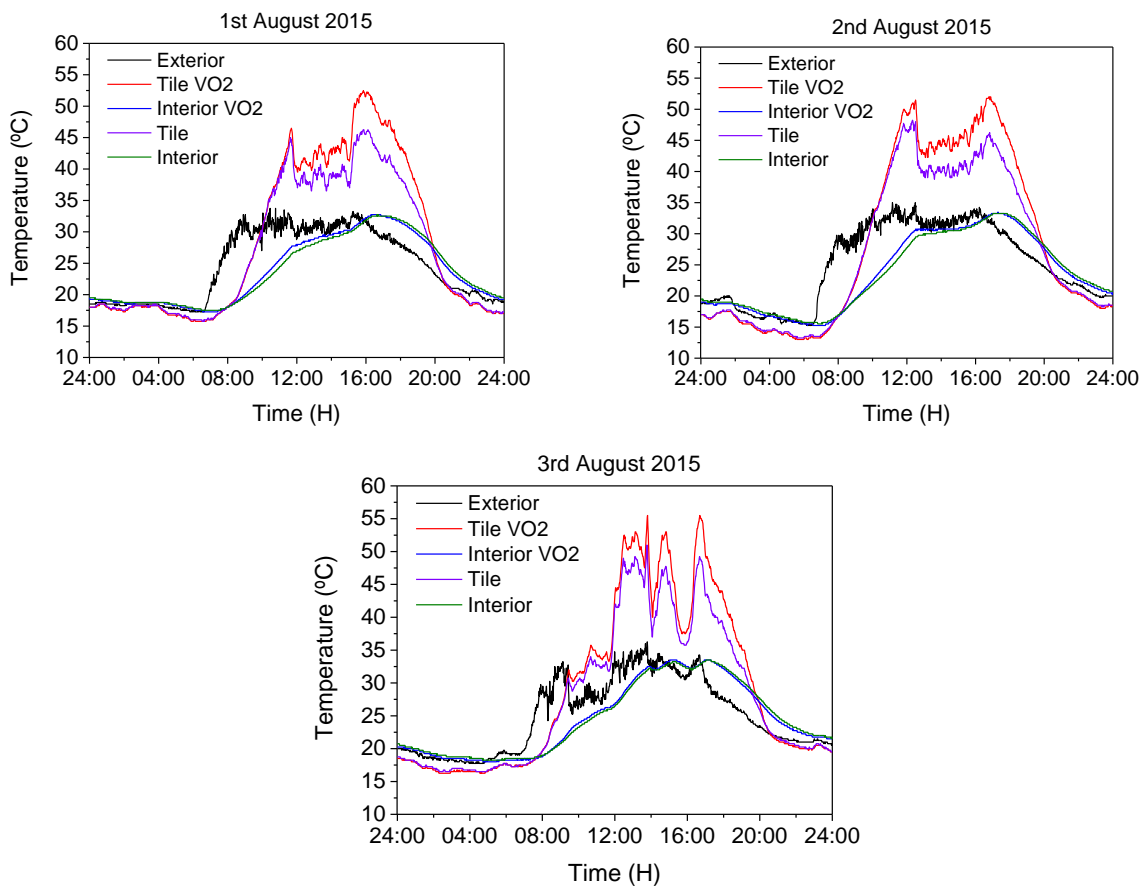 1st August 2015
60
55
50
45
40
35
30
25
20
15
10
Temperature (ºC)
Exterior
Tile VO2
Interior VO2
Tile
Interior
24:00 04:00 08:00 12:00 16:00 20:00 24:00
Time (H)
2nd August 2015
60
55
50
45
40
35
30
25
20
15
10
Temperature (ºC)
Exterior
Tile VO2
Interior VO2
Tile
Interior
24:00 04:00 08:00 12:00 16:00 20:00 24:00
Time (H)
3rd August 2015
60
55
50
45
40
35
30
25
20
15
10
Temperature (ºC)
Exterior
Tile VO2
Interior VO2
Tile
Interior
24:00 04:00 08:00 12:00 16:00 20:00 24:00
Time (H)